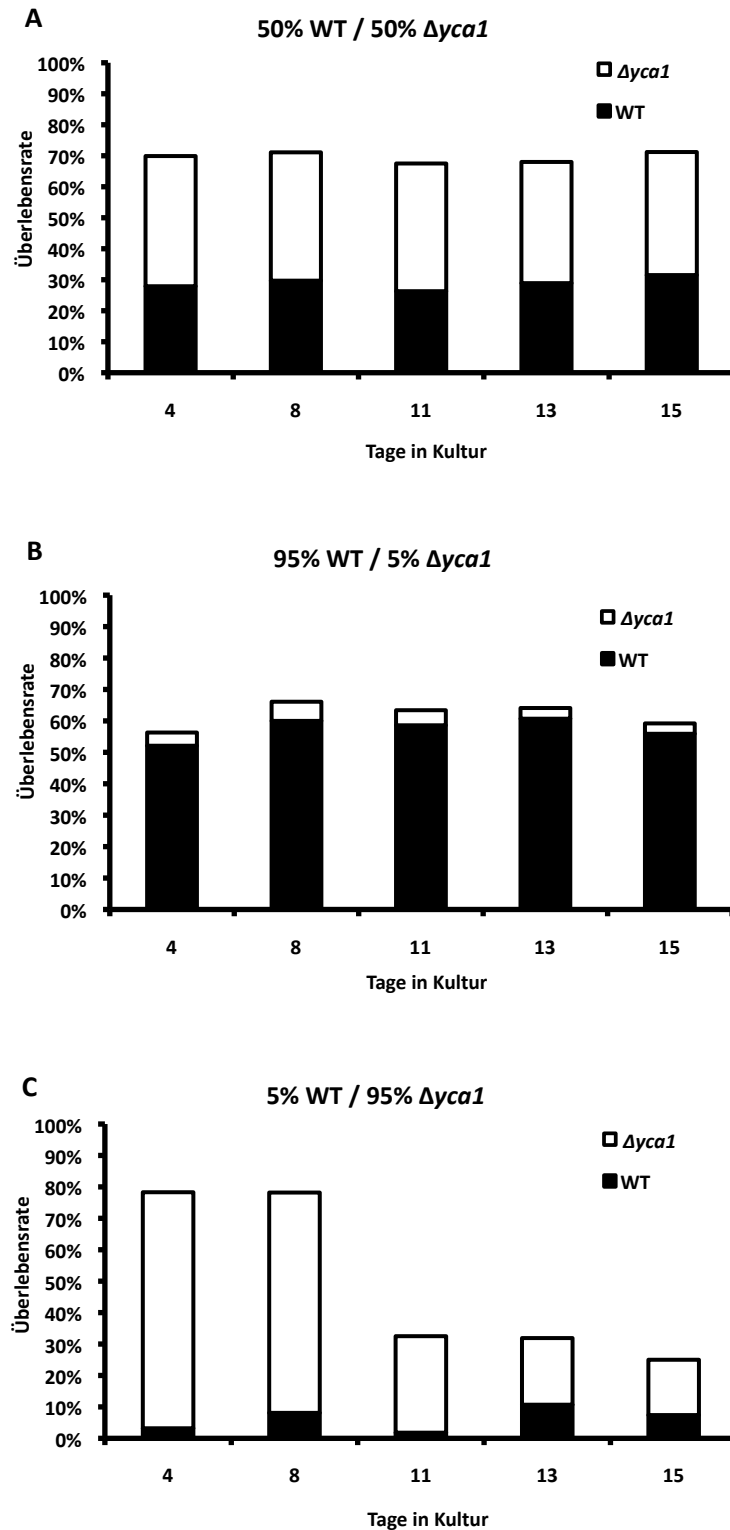 A
50% WT / 50% Δyca1
100%
90%
80%
70%
60%
50%
40%
30%
20%
10%
0%
Überlebensrate
Δyca1
WT
4 8 11 13 15
Tage in Kultur
B
95% WT / 5% Δyca1
100%
90%
80%
70%
60%
50%
40%
30%
20%
10%
0%
Überlebensrate
Δyca1
WT
4 8 11 13 15
Tage in Kultur
C
5% WT / 95% Δyca1
100%
90%
80%
70%
60%
50%
40%
30%
20%
10%
0%
Überlebensrate
Δyca1
WT
4 8 11 13 15
Tage in Kultur